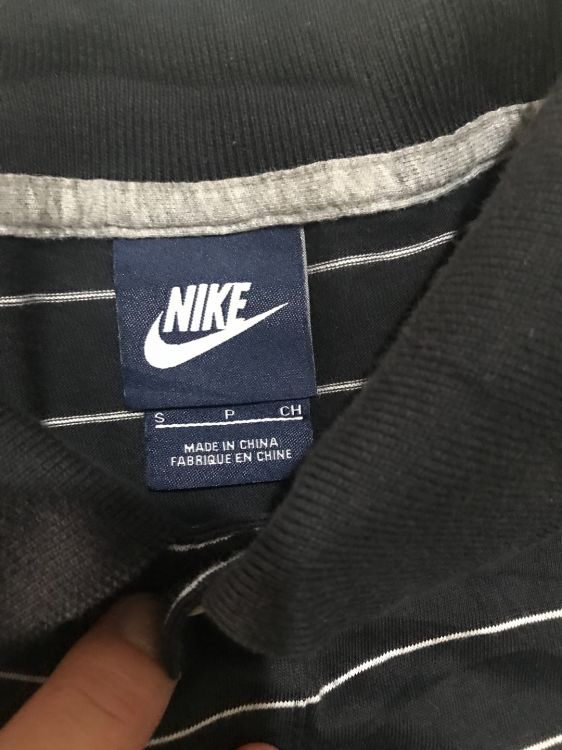 NIKE
S P CH
MADE IN CHINA
FABRIQUE EN CHINE